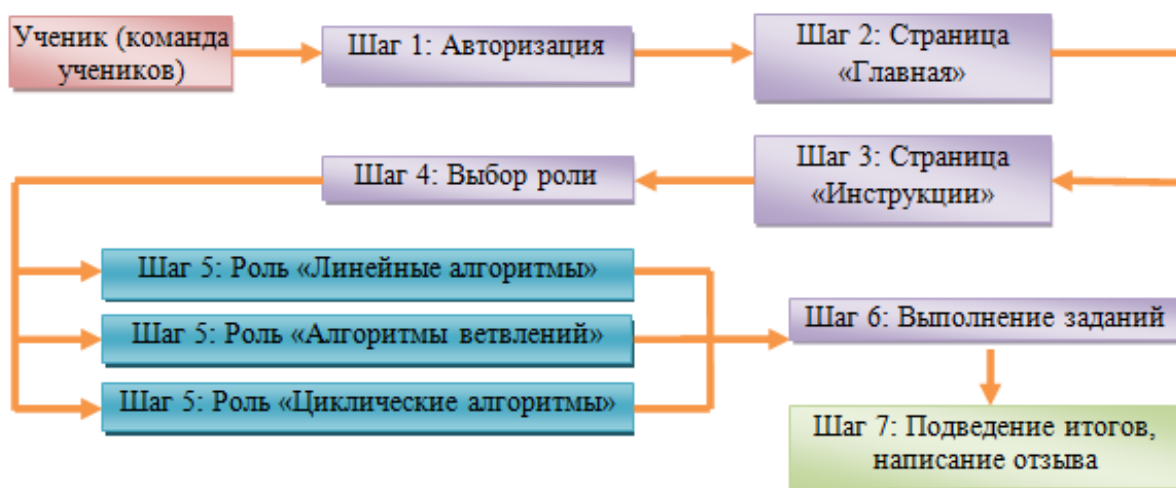 Ученик (команда
учеников)
Шаг 1: Авторизация
Шаг 2: Страница
«Главная»
Шаг 3: Страница
«Инструкции»
Шаг 4: Выбор роли
Шаг 5: Роль «Линейные алгоритмы»
Шаг 5: Роль «Алгоритмы ветвлений»
Шаг 5: Роль «Циклические алгоритмы»
Шаг 6: Выполнение заданий
Шаг 7: Подведение итогов,
написание отзыва